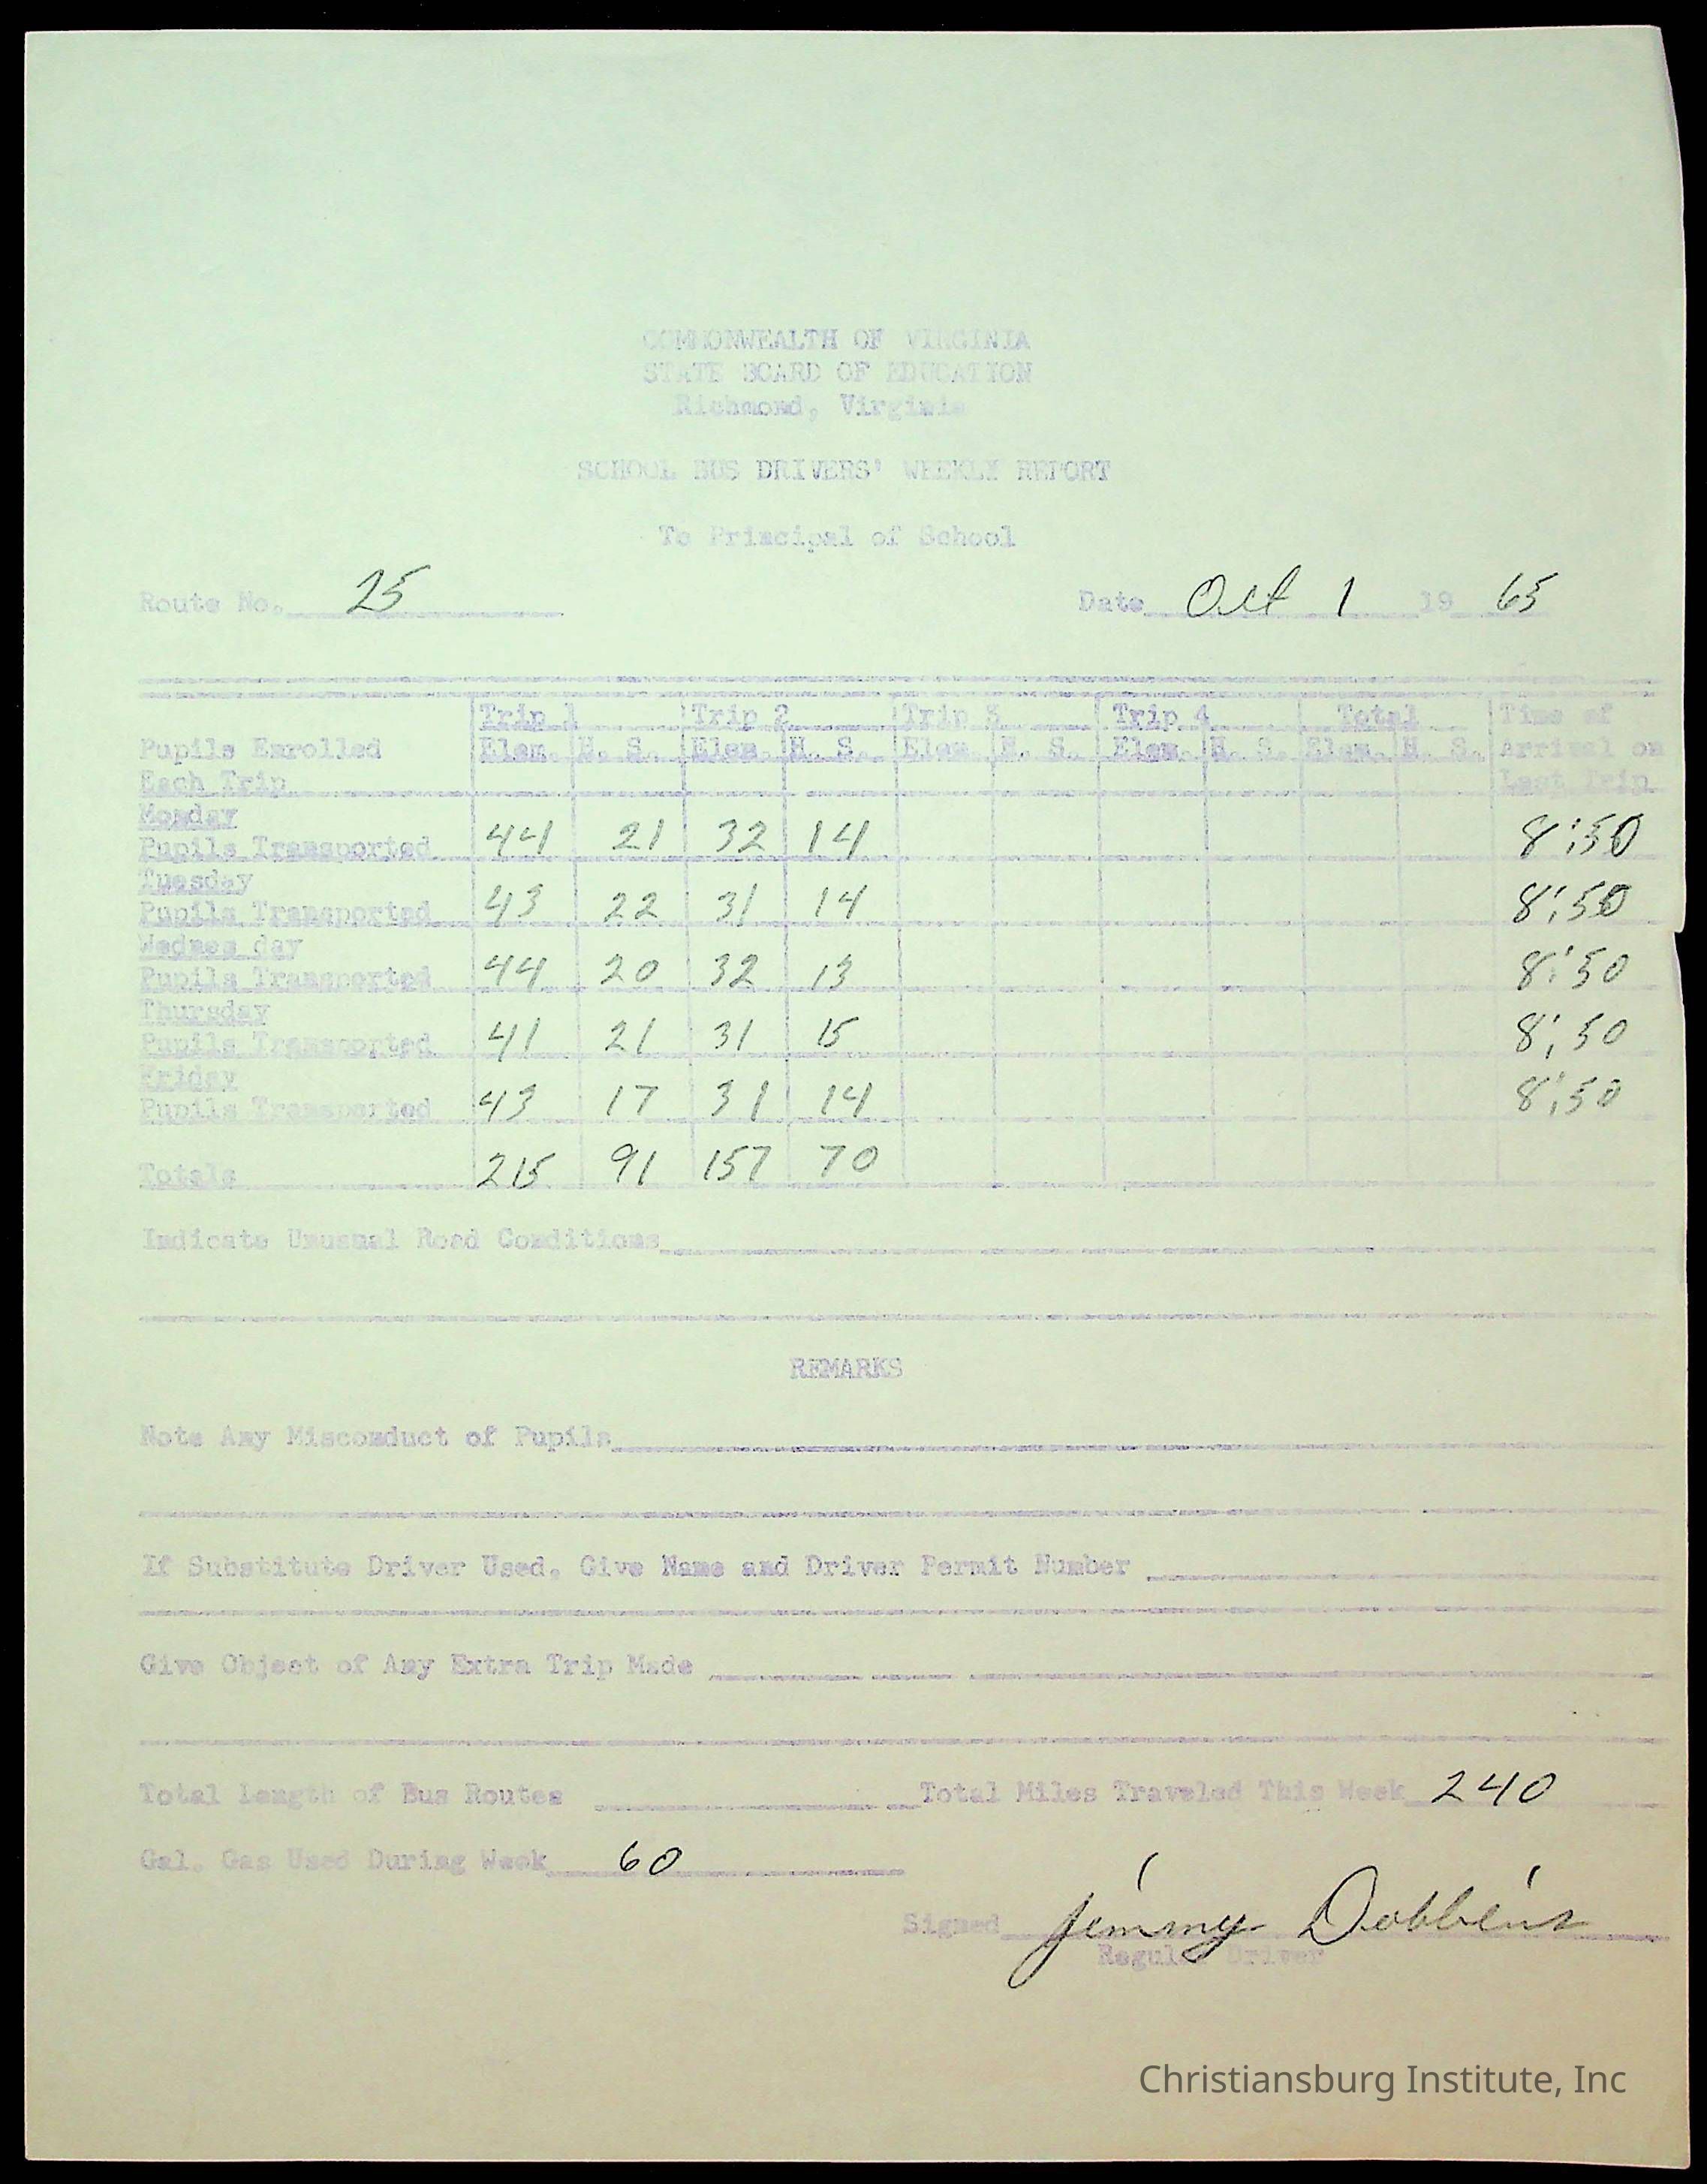 COMMONWEALTH OF VIRGINIA
STATE BOARD OF EDUCATION
Richmond, Virginia
SCHOOL BUS DRIVERS' WEEKLY REPORT
To Principal of School
Route No. 25 Date Oct 1 19 65
Trip 1 Trip 2 Trip 3 Trip 4 Total Time of
Pupils Enrolled Elem. H. S. Elem. H. S. Elem. H. S. Elem. H. S. Elem. H. S. Arrival on
Each Trip Last Trip
Monday
Pupils Transported 44 21 32 14 8:50
Tuesday
Pupils Transported 43 22 31 14 8:50
Wednes day
Pupils Transported 44 20 32 13 8:50
Thursday
Pupils Transported 41 21 31 15 8:50
Friday
Pupils Transported 43 17 31 14 8:50
Totals 215 91 157 70
Indicate Unusual Road Conditions
REMARKS
Note Any Misconduct of Pupils
If Substitute Driver Used, Give Name and Driver Permit Number
Give Object of Any Extra Trip Made
Total Length of Bus Routes Total Miles Traveled This Week 240
Gal. Gas Used During Week 60
Signed Jimmy Dobbins
Regular Driver
Christiansburg Institute, Inc